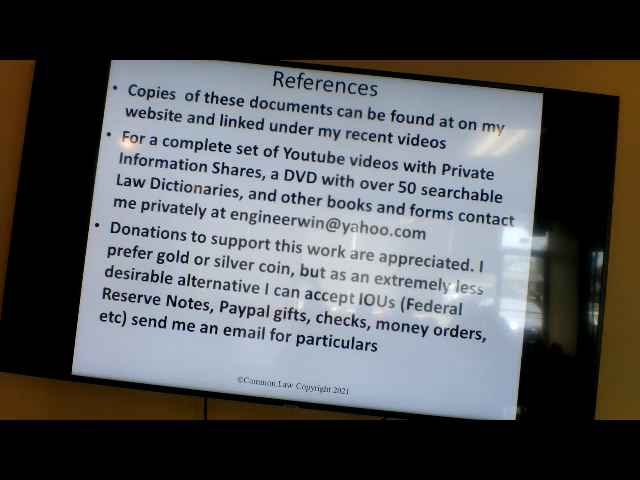 References
• Copies of these documents can be found at on my
website and linked under my recent videos
• For a complete set of Youtube videos with Private
Information Shares, a DVD with over 50 searchable
Law Dictionaries, and other books and forms contact
me privately at engineerwin@yahoo.com
• Donations to support this work are appreciated. I
prefer gold or silver coin, but as an extremely less
desirable alternative I can accept IOUs (Federal
Reserve Notes, Paypal gifts, checks, money orders,
etc) send me an email for particulars
©Common Law Copyright 2021